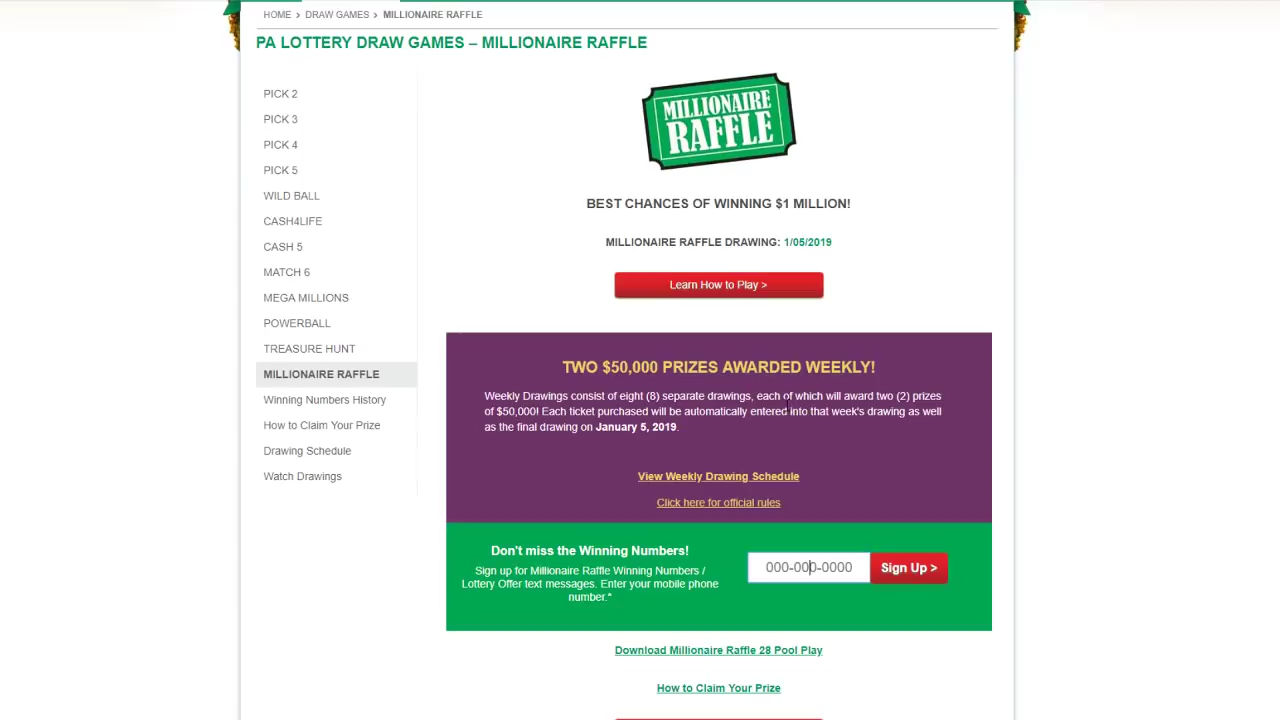 HOME > DRAW GAMES > MILLIONAIRE RAFFLE
PA LOTTERY DRAW GAMES – MILLIONAIRE RAFFLE
PICK 2
PICK 3
PICK 4
PICK 5
WILD BALL
CASH4LIFE
CASH 5
MATCH 6
MEGA MILLIONS
POWERBALL
TREASURE HUNT
MILLIONAIRE RAFFLE
Winning Numbers History
How to Claim Your Prize
Drawing Schedule
Watch Drawings
MILLIONAIRE
RAFFLE
BEST CHANCES OF WINNING $1 MILLION!
MILLIONAIRE RAFFLE DRAWING: 1/05/2019
Learn How to Play >
TWO $50,000 PRIZES AWARDED WEEKLY!
Weekly Drawings consist of eight (8) separate drawings, each of which will award two (2) prizes
of $50,000! Each ticket purchased will be automatically entered into that week's drawing as well
as the final drawing on January 5, 2019.
View Weekly Drawing Schedule
Click here for official rules
Don't miss the Winning Numbers!
Sign up for Millionaire Raffle Winning Numbers /
Lottery Offer text messages. Enter your mobile phone
number.*
000-000-0000
Sign Up >
Download Millionaire Raffle 28 Pool Play
How to Claim Your Prize